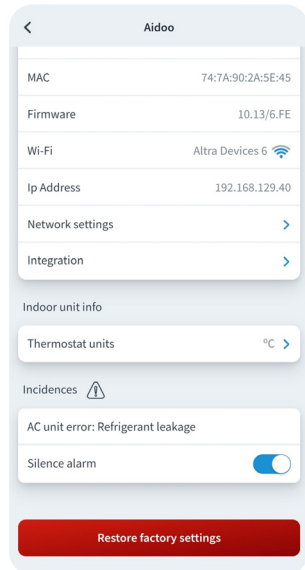 Aidoo
MAC 74:7A:90:2A:5E:45
Firmware 10.13/6.FE
Wi-Fi Altra Devices 6
Ip Address 192.168.129.40
Network settings
Integration
Indoor unit info
Thermostat units ºC
Incidences
AC unit error: Refrigerant leakage
Silence alarm
Restore factory settings